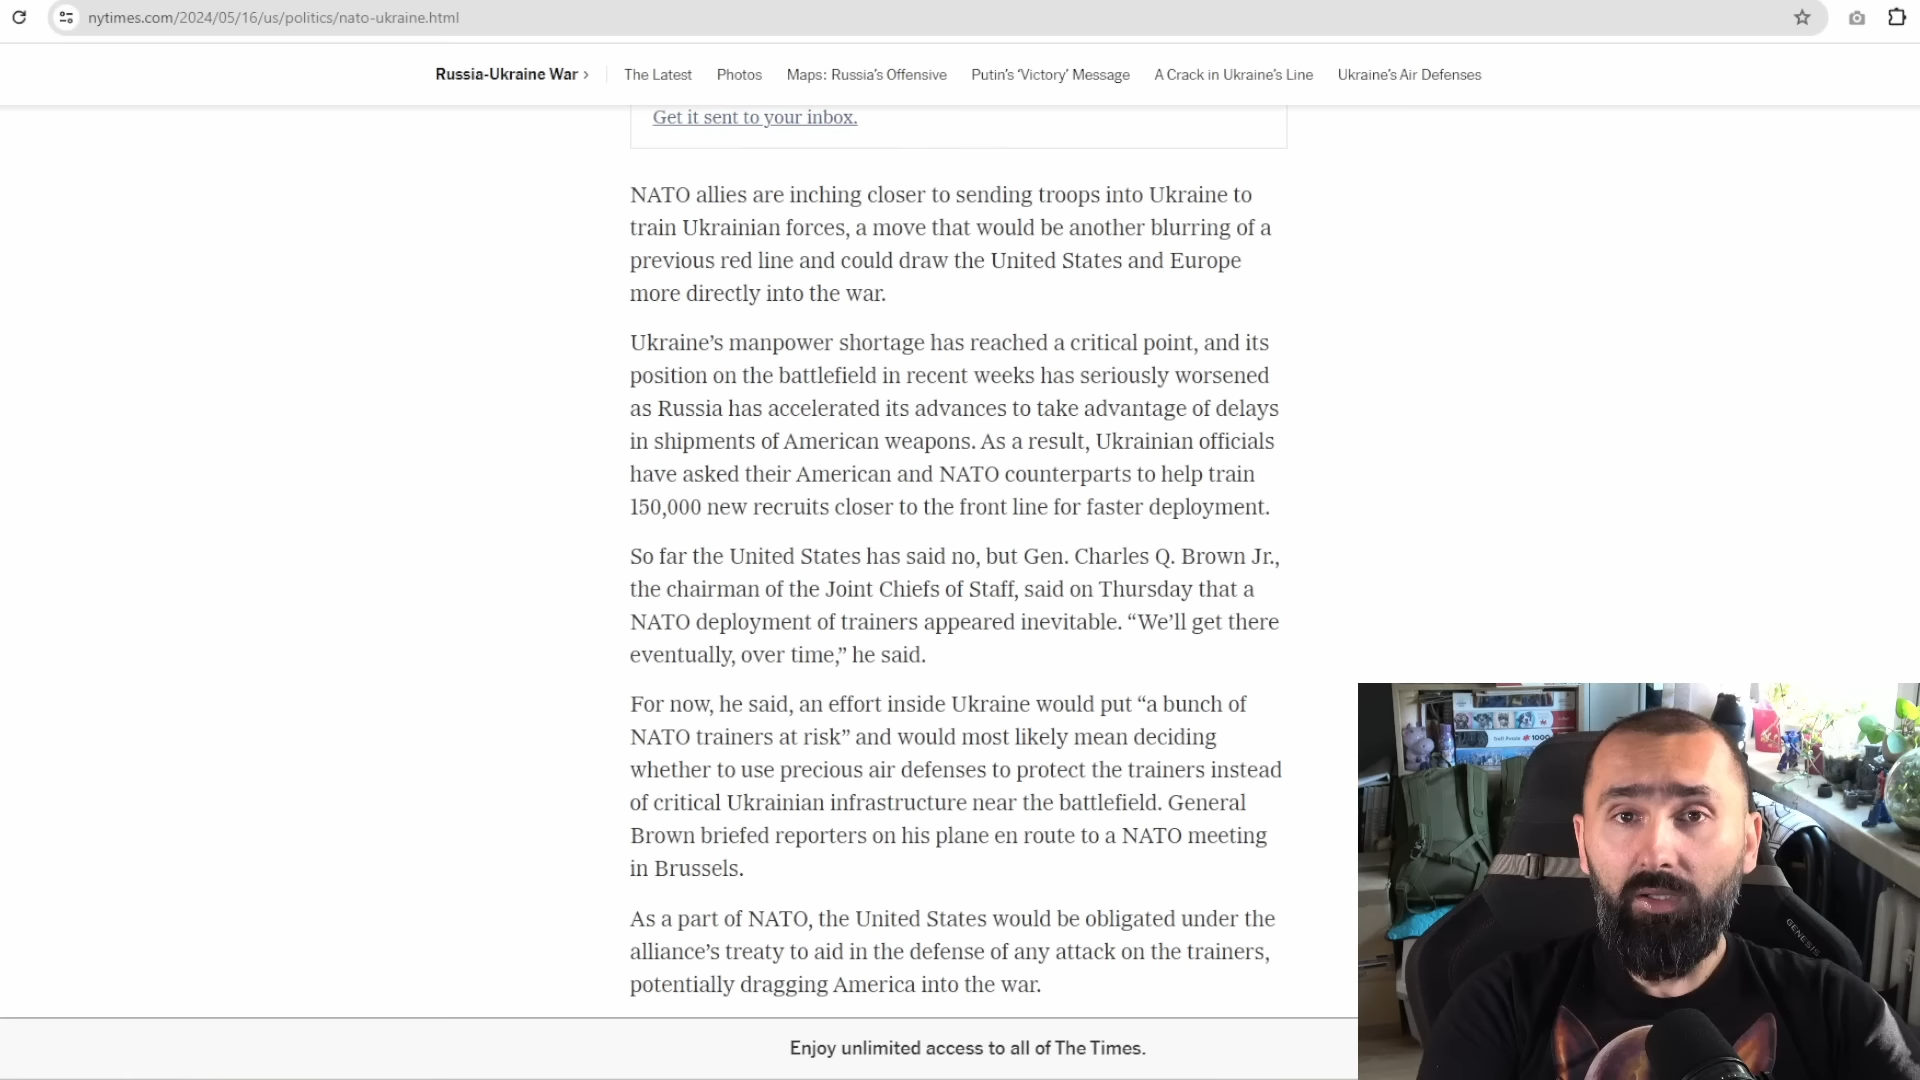 nytimes.com/2024/05/16/us/politics/nato-ukraine.html
Russia-Ukraine War › The Latest Photos Maps: Russia’s Offensive Putin’s ‘Victory’ Message A Crack in Ukraine’s Line Ukraine’s Air Defenses
Get it sent to your inbox.
NATO allies are inching closer to sending troops into Ukraine to
train Ukrainian forces, a move that would be another blurring of a
previous red line and could draw the United States and Europe
more directly into the war.
Ukraine’s manpower shortage has reached a critical point, and its
position on the battlefield in recent weeks has seriously worsened
as Russia has accelerated its advances to take advantage of delays
in shipments of American weapons. As a result, Ukrainian officials
have asked their American and NATO counterparts to help train
150,000 new recruits closer to the front line for faster deployment.
So far the United States has said no, but Gen. Charles Q. Brown Jr.,
the chairman of the Joint Chiefs of Staff, said on Thursday that a
NATO deployment of trainers appeared inevitable. “We’ll get there
eventually, over time,” he said.
For now, he said, an effort inside Ukraine would put “a bunch of
NATO trainers at risk” and would most likely mean deciding
whether to use precious air defenses to protect the trainers instead
of critical Ukrainian infrastructure near the battlefield. General
Brown briefed reporters on his plane en route to a NATO meeting
in Brussels.
As a part of NATO, the United States would be obligated under the
alliance’s treaty to aid in the defense of any attack on the trainers,
potentially dragging America into the war.
Enjoy unlimited access to all of The Times.
1000
GENESIS